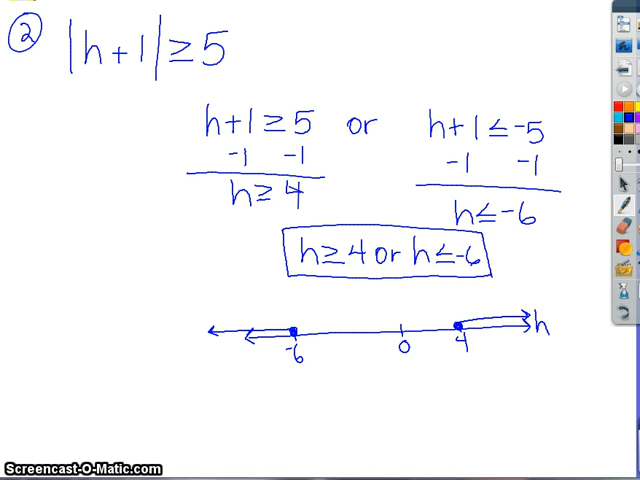 ② |h+1| ≥ 5
h+1 ≥ 5 or h+1 ≤ -5
-1 -1 -1 -1
h ≥ 4 h ≤ -6
h ≥ 4 or h ≤ -6
-6 0 4 h
Screencast-O-Matic.com